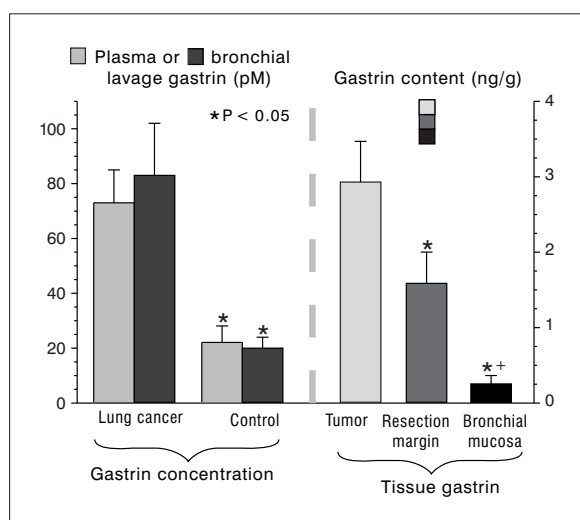 Plasma or bronchial
lavage gastrin (pM)
Gastrin content (ng/g)
*P < 0.05
100
80
60
40
20
0
4
3
2
1
0
*
*
*
*+
Lung cancer
Control
Tumor
Resection
margin
Bronchial
mucosa
Gastrin concentration
Tissue gastrin